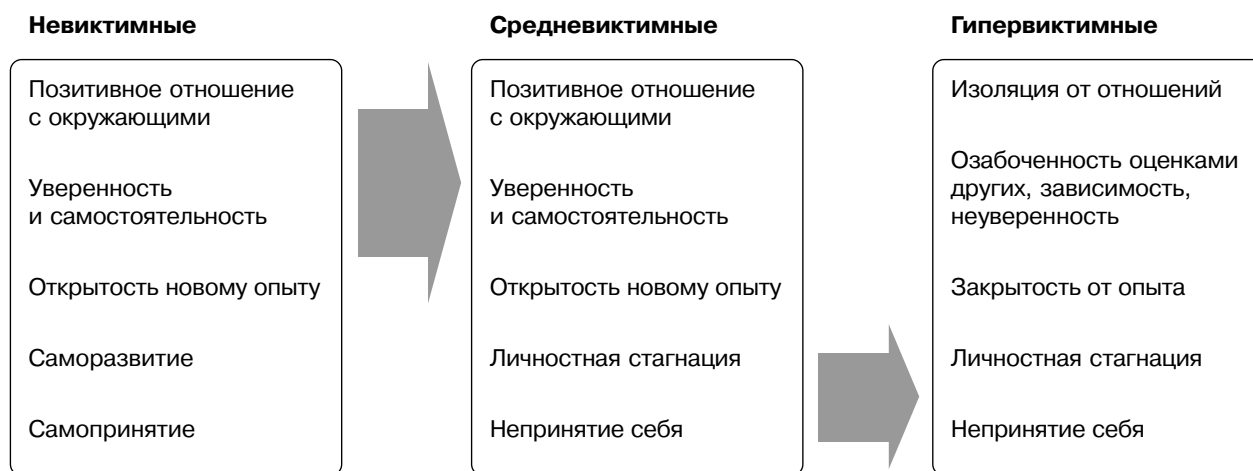 Невиктимные
Позитивное отношение
с окружающими
Уверенность
и самостоятельность
Открытость новому опыту
Саморазвитие
Самопринятие
Средневиктимные
Позитивное отношение
с окружающими
Уверенность
и самостоятельность
Открытость новому опыту
Личностная стагнация
Непринятие себя
Гипервиктимные
Изоляция от отношений
Озабоченность оценками
других, зависимость,
неуверенность
Закрытость от опыта
Личностная стагнация
Непринятие себя